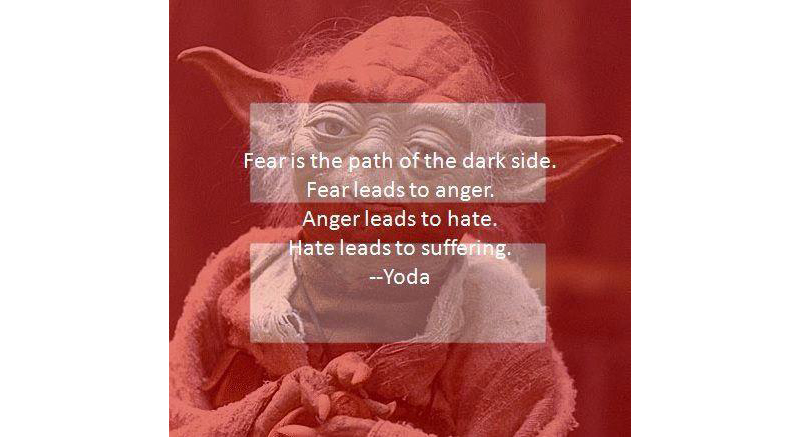 Fear is the path of the dark side.
Fear leads to anger.
Anger leads to hate.
Hate leads to suffering.
--Yoda